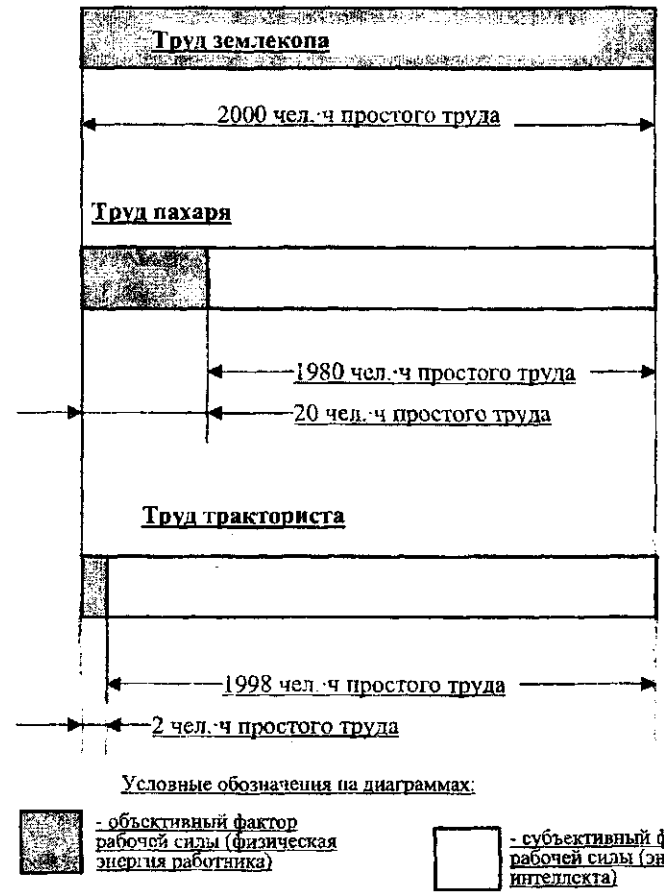 Труд землекопа
2000 чел.·ч простого труда
Труд пахаря
1980 чел.·ч простого труда
20 чел.·ч простого труда
Труд тракториста
1998 чел.·ч простого труда
2 чел.·ч простого труда
Условные обозначения на диаграммах:
- объективный фактор
рабочей силы (физическая
энергия работника)
- субъективный ф
рабочей силы (эн
интеллекта)